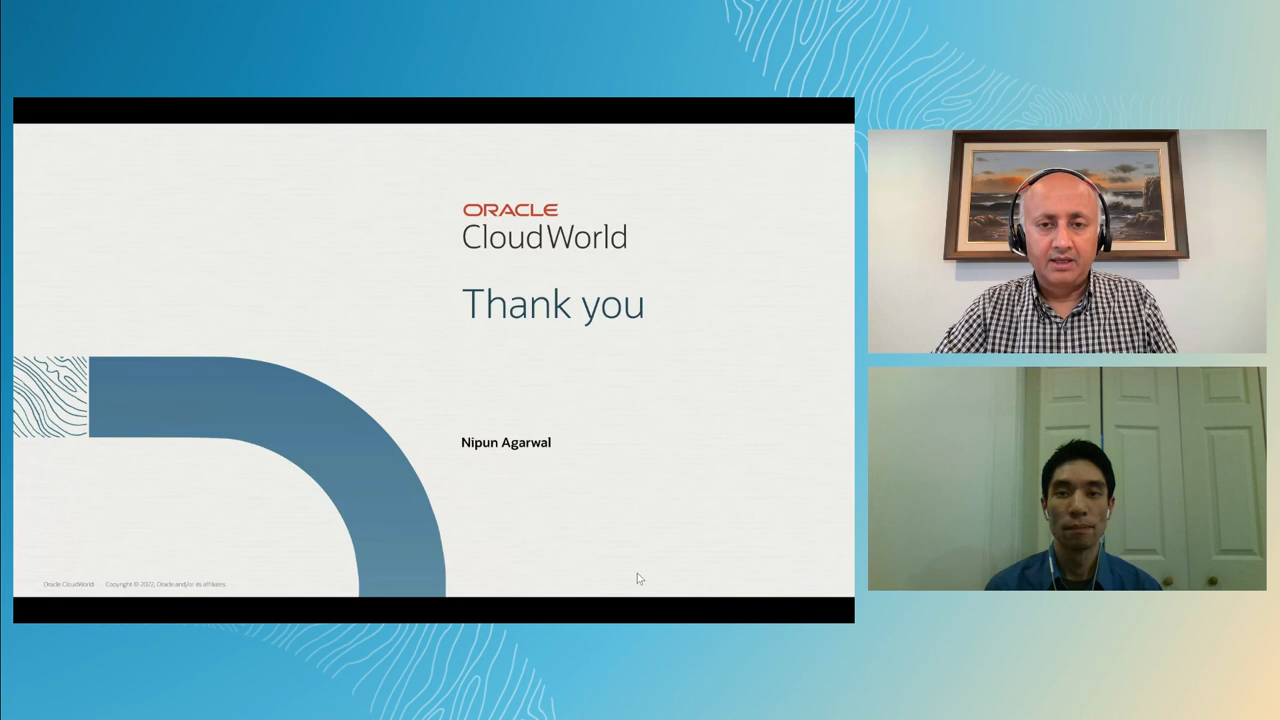 ORACLE
CloudWorld
Thank you
Nipun Agarwal
Oracle CloudWorld Copyright © 2022, Oracle and/or its affiliates